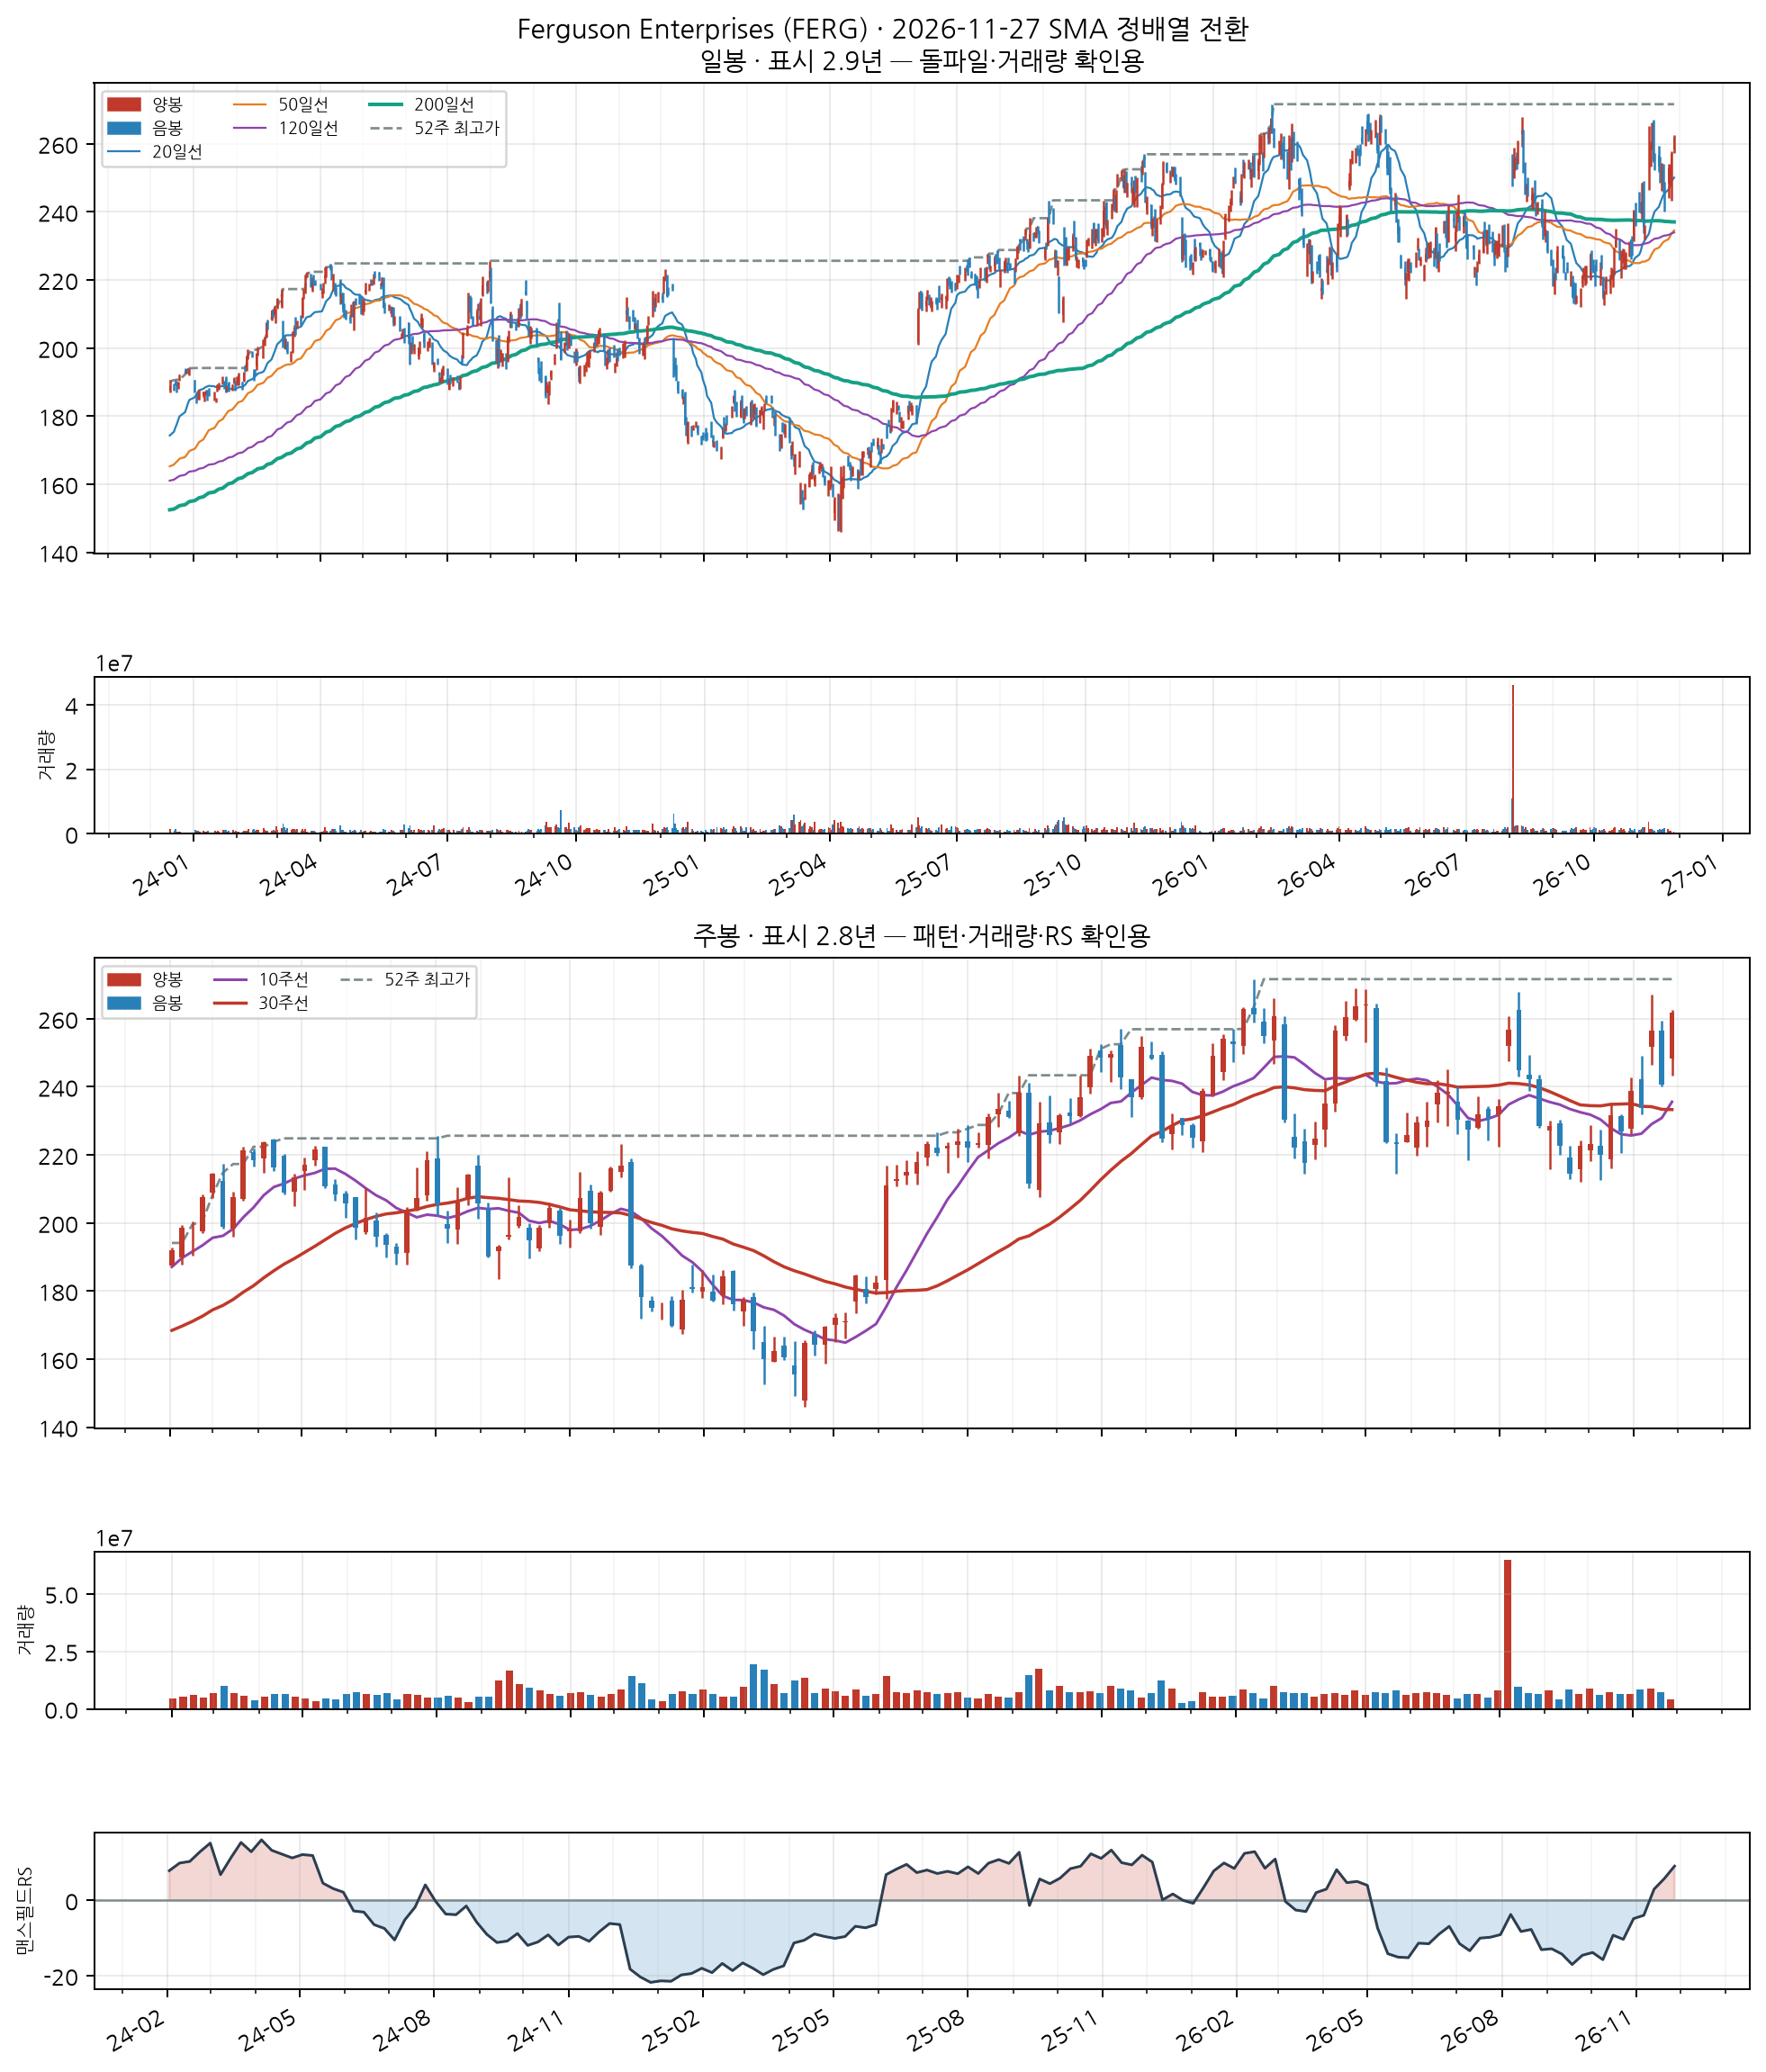 Ferguson Enterprises (FERG) · 2026-11-27 SMA 정배열 전환
일봉 · 표시 2.9년 — 돌파일·거래량 확인용
양봉
음봉
20일선
50일선
120일선
200일선
52주 최고가
260
240
220
200
180
160
140
1e7
거래량
4
2
0
24-01
24-04
24-07
24-10
25-01
25-04
25-07
25-10
26-01
26-04
26-07
26-10
27-01
주봉 · 표시 2.8년 — 패턴·거래량·RS 확인용
양봉
음봉
10주선
30주선
52주 최고가
260
240
220
200
180
160
140
1e7
거래량
5.0
2.5
0.0
맨스필드RS
0
-20
24-02
24-05
24-08
24-11
25-02
25-05
25-08
25-11
26-02
26-05
26-08
26-11